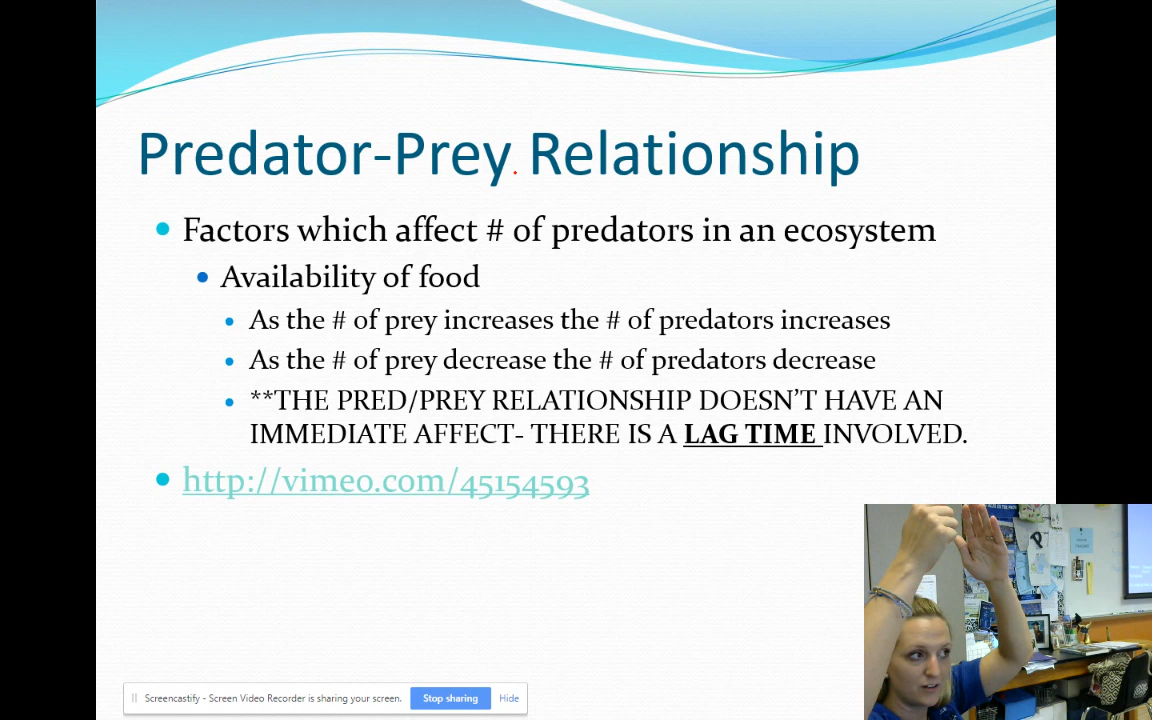 Predator-Prey Relationship
Factors which affect # of predators in an ecosystem
Availability of food
As the # of prey increases the # of predators increases
As the # of prey decrease the # of predators decrease
**THE PRED/PREY RELATIONSHIP DOESN'T HAVE AN
IMMEDIATE AFFECT- THERE IS A LAG TIME INVOLVED.
http://vimeo.com/45154593
Screencastify - Screen Video Recorder is sharing your screen. Stop sharing Hide